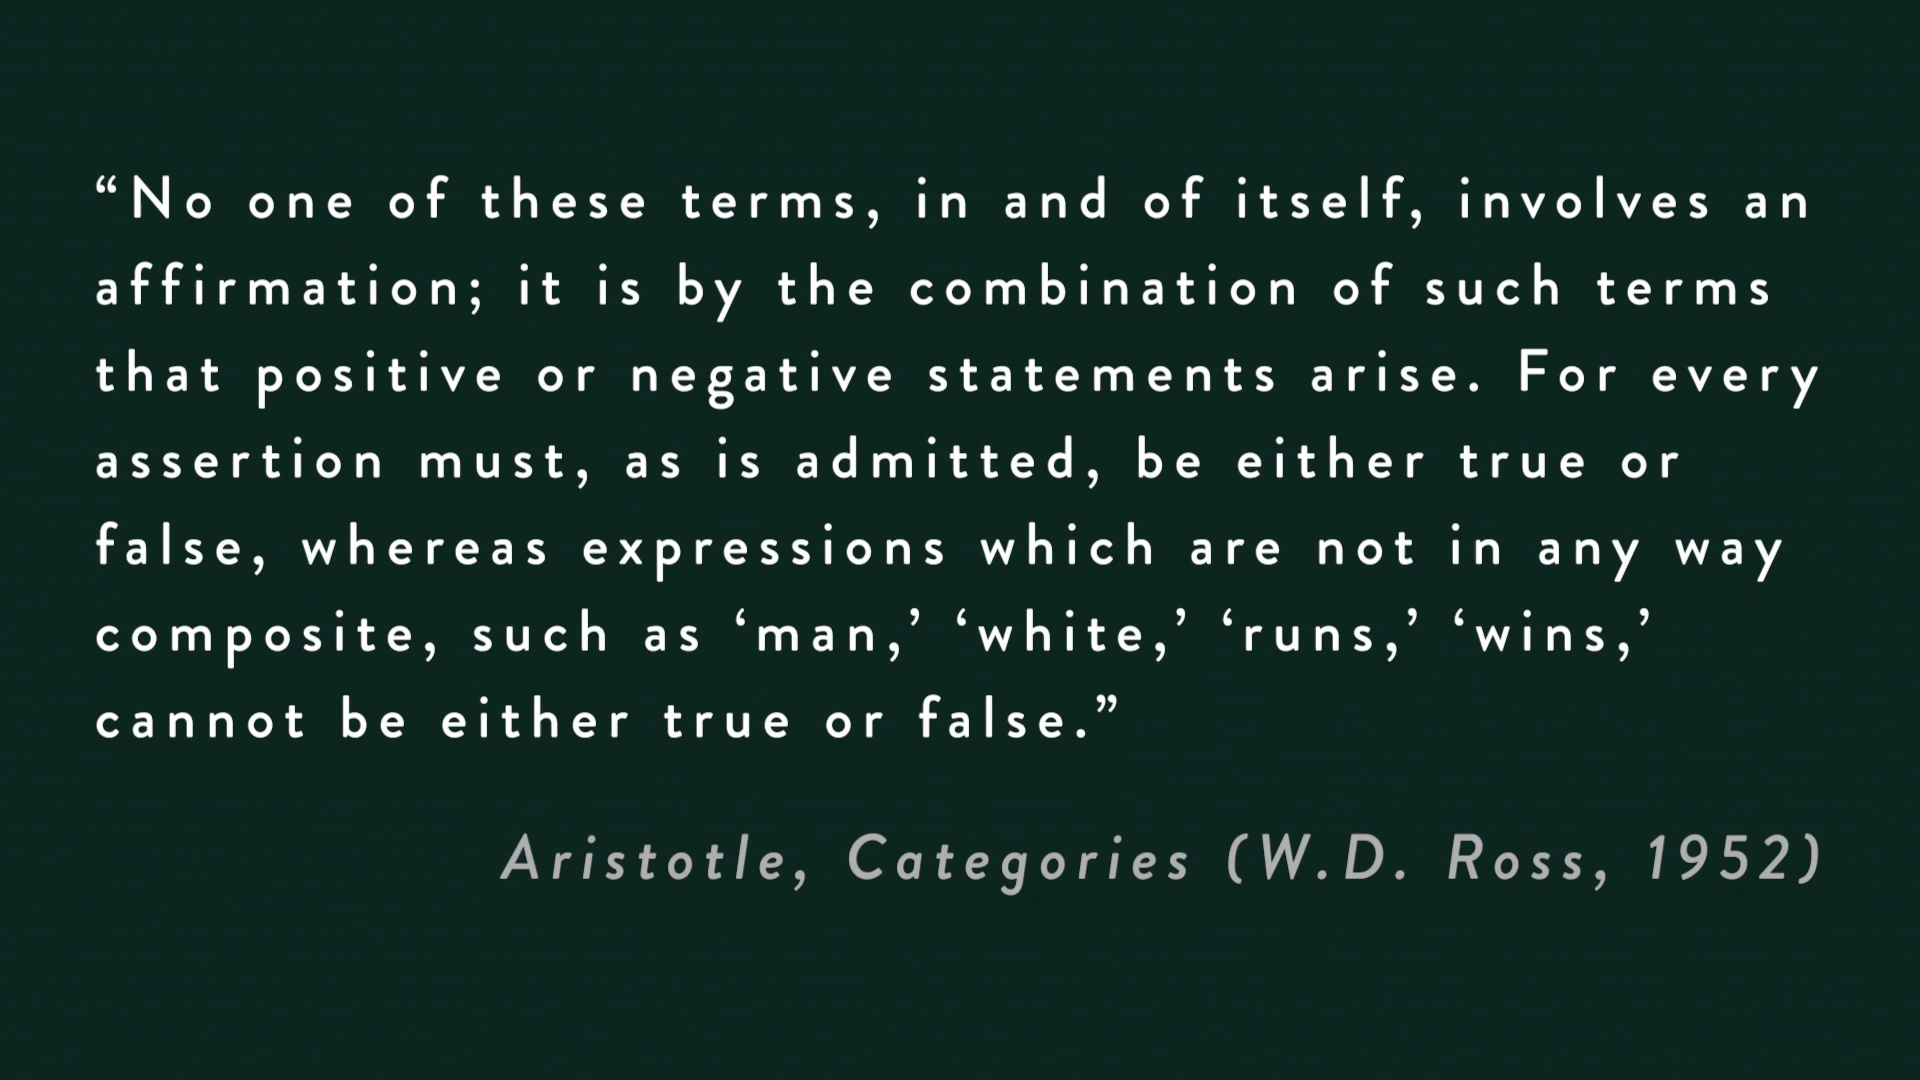 “No one of these terms, in and of itself, involves an
affirmation; it is by the combination of such terms
that positive or negative statements arise. For every
assertion must, as is admitted, be either true or
false, whereas expressions which are not in any way
composite, such as ‘man,’ ‘white,’ ‘runs,’ ‘wins,’
cannot be either true or false.”
Aristotle, Categories (W.D. Ross, 1952)